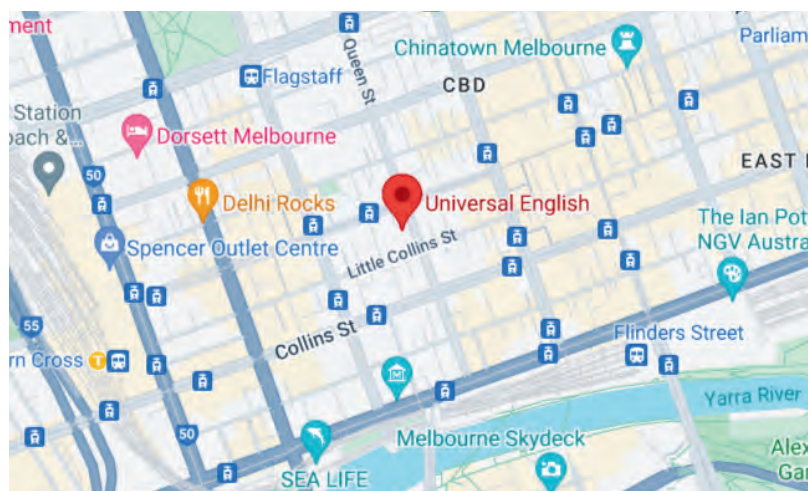 ment
Queen St
Chinatown Melbourne
Parliam
Flagstaff
CBD
Station
oach &...
Dorsett Melbourne
EAST
50
Delhi Rocks
Universal English
The Ian Pot
NGV Austra
Spencer Outlet Centre
Little Collins St
55
rn Cross
T
Collins St
Flinders Street
M
Yarra River
50
Melbourne Skydeck
SEA LIFE
Alex
Gar